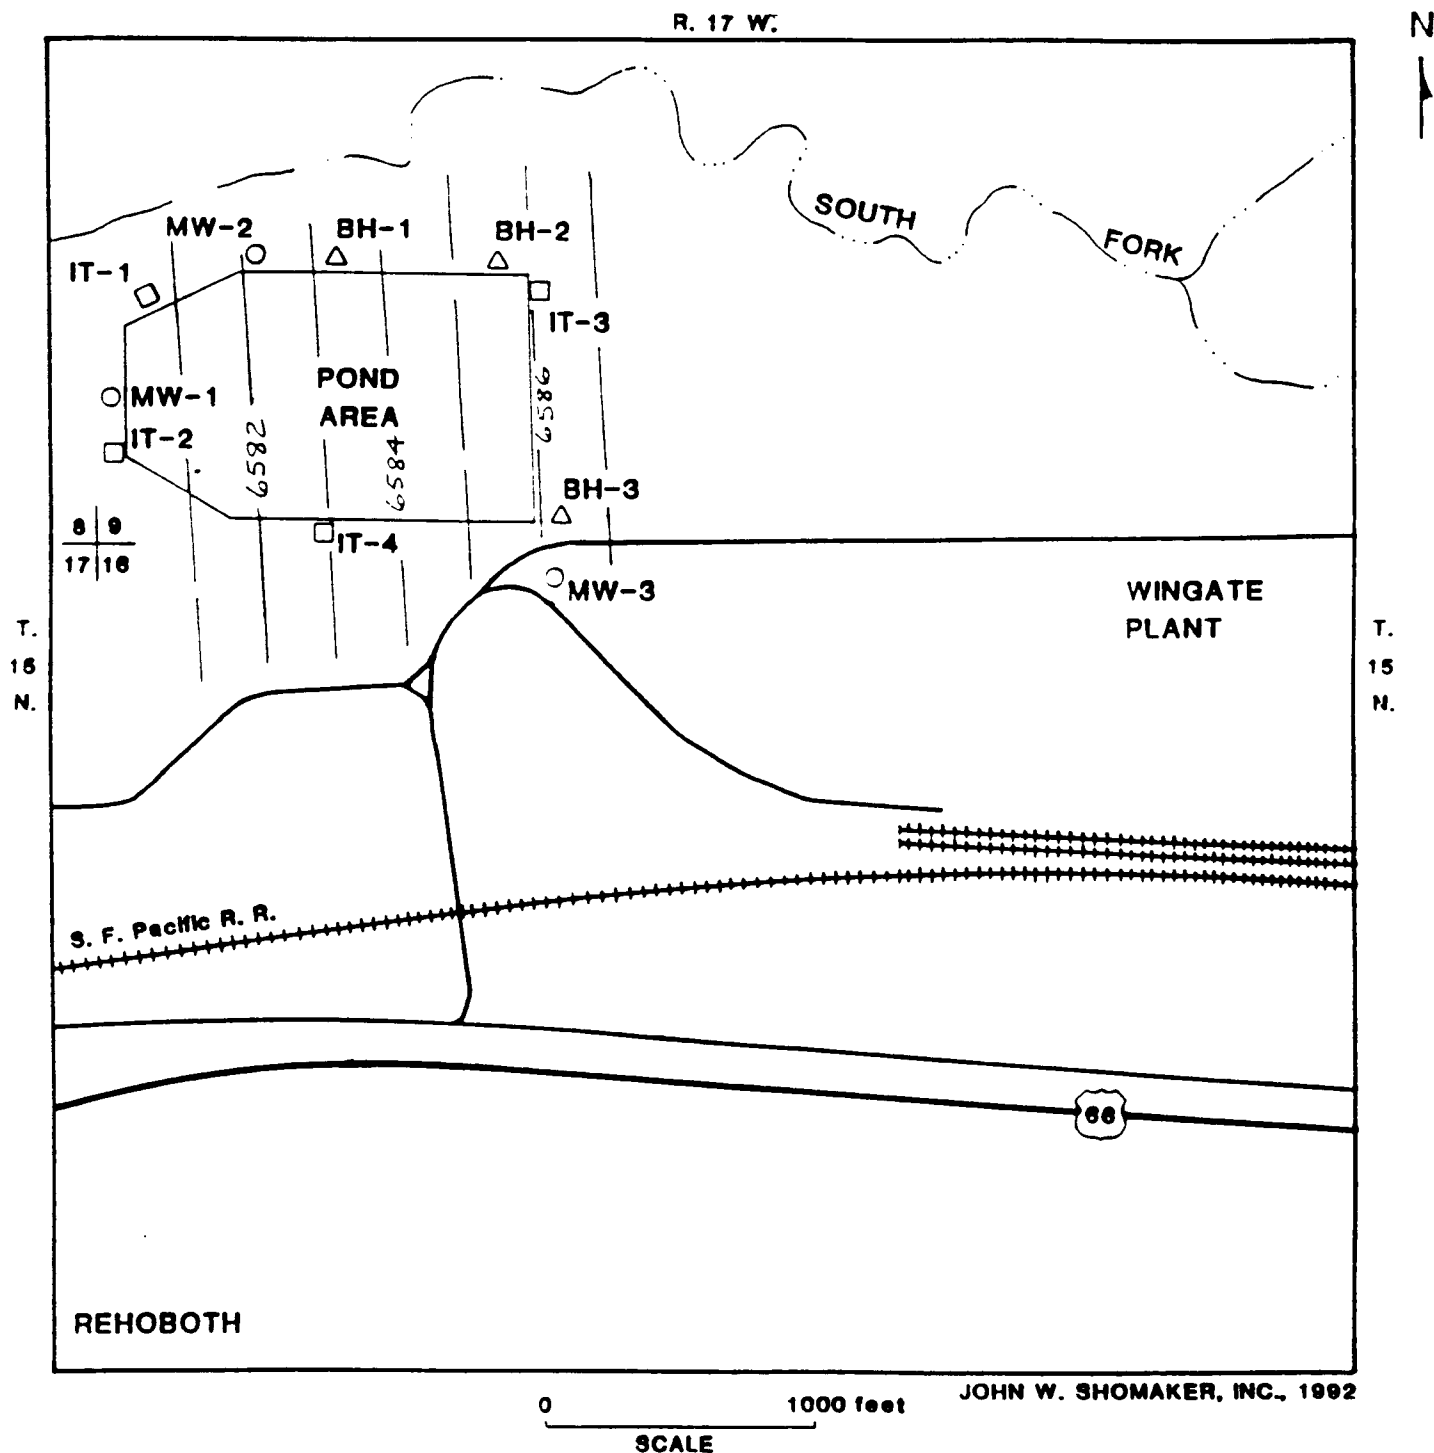 R. 17 W.
N
SOUTH
FORK
MW-2
BH-1
BH-2
IT-1
IT-3
POND
AREA
6586
MW-1
IT-2
6582
6584
BH-3
8 9
17 16
IT-4
MW-3
WINGATE
PLANT
T.
15
N.
T.
15
N.
S. F. Pacific R. R.
66
REHOBOTH
JOHN W. SHOMAKER, INC., 1992
0 1000 feet
SCALE